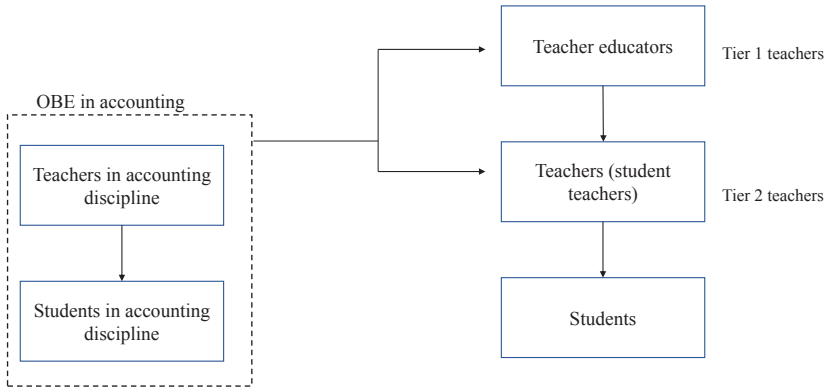 OBE in accounting
Teachers in accounting
discipline
Students in accounting
discipline
Teacher educators
Tier 1 teachers
Teachers (student
teachers)
Tier 2 teachers
Students